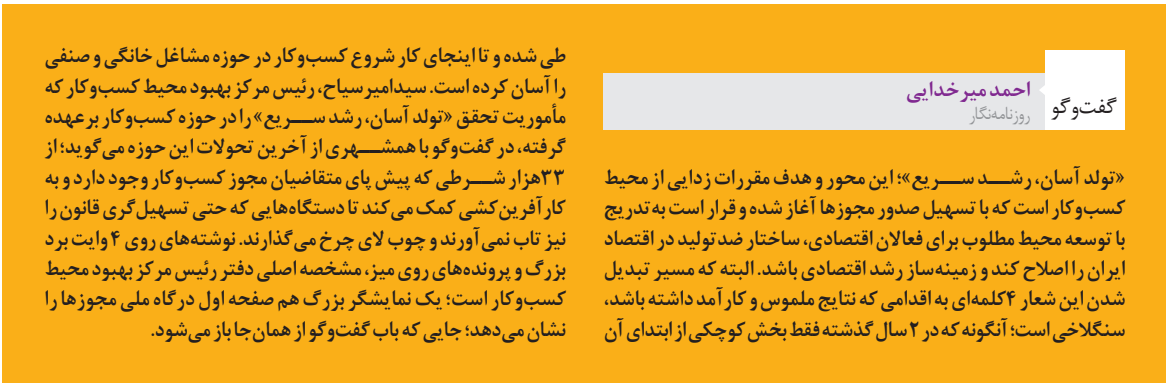 گفت‌وگو
احمد میرخدایی
روزنامه‌نگار
«تولد آسان، رشـــد ســـریع»؛ این محور و هدف مقررات زدایی از محیط
کسب‌وکار است که با تسهیل صدور مجوزها آغاز شده و قرار است به تدریج
با توسعه محیط مطلوب برای فعالان اقتصادی، ساختار ضدتولید در اقتصاد
ایران را اصلاح کند و زمینه‌ساز رشد اقتصادی باشد. البته که مسیر تبدیل
شدن این شعار ۴کلمه‌ای به اقدامی که نتایج ملموس و کارآمد داشته باشد،
سنگلاخی است؛ آنگونه که در ۲ سال گذشته فقط بخش کوچکی از ابتدای آن
طی شده و تا اینجای کار شروع کسب‌وکار در حوزه مشاغل خانگی و صنفی
را آسان کرده است. سیدامیر سیاح، رئیس مرکز بهبود محیط کسب‌وکار که
مأموریت تحقق «تولد آسان، رشد ســـریع» را در حوزه کسب‌وکار برعهده
گرفته، در گفت‌وگو با همشـــهری از آخرین تحولات این حوزه می‌گوید؛ از
۳۳هزار شـــرطی که پیش پای متقاضیان مجوز کسب‌وکار وجود دارد و به
کارآفرین‌کشی کمک می‌کند تا دستگاه‌هایی که حتی تسهیل‌گری قانون را
نیز تاب نمی‌آورند و چوب لای چرخ می‌گذارند. نوشته‌های روی ۴ وایت برد
بزرگ و پرونده‌های روی میز، مشخصه اصلی دفتر رئیس مرکز بهبود محیط
کسب‌وکار است؛ یک نمایشگر بزرگ هم صفحه اول درگاه ملی مجوزها را
نشان می‌دهد؛ جایی که باب گفت‌وگو از همان‌جا باز می‌شود.